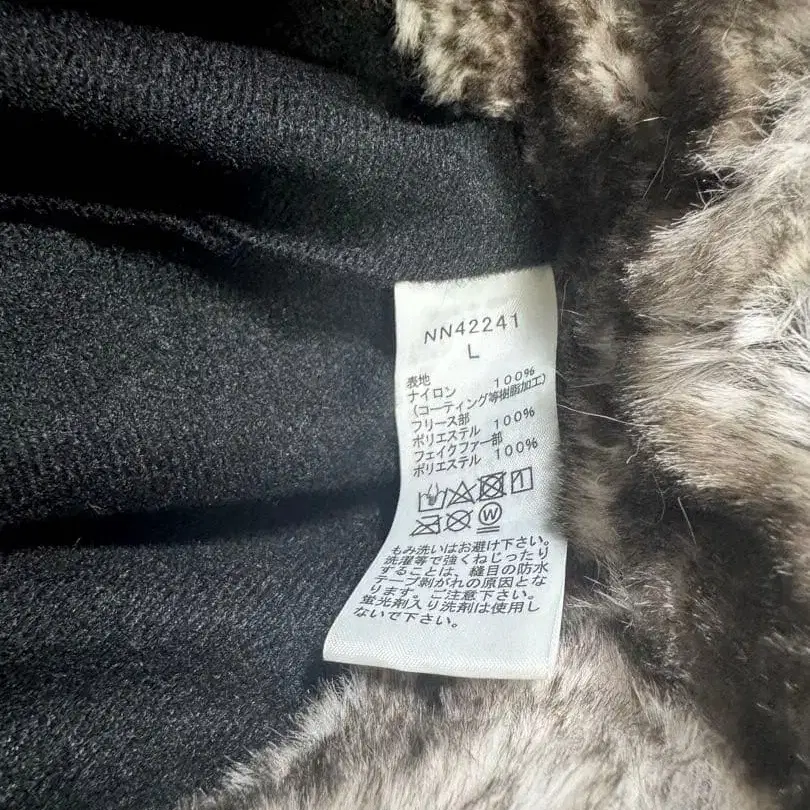 NN42241
L
表地
ナイロン 100%
(コーティング等樹脂加工)
フリース部
ポリエステル 100%
フェイクファー部
ポリエステル 100%
W
もみ洗いはお避け下さい。
洗濯等で強くねじったり
することは、縫目の防水
テープ剥がれの原因とな
ります。ご注意下さい。
蛍光剤入り洗剤は使用し
ないで下さい。